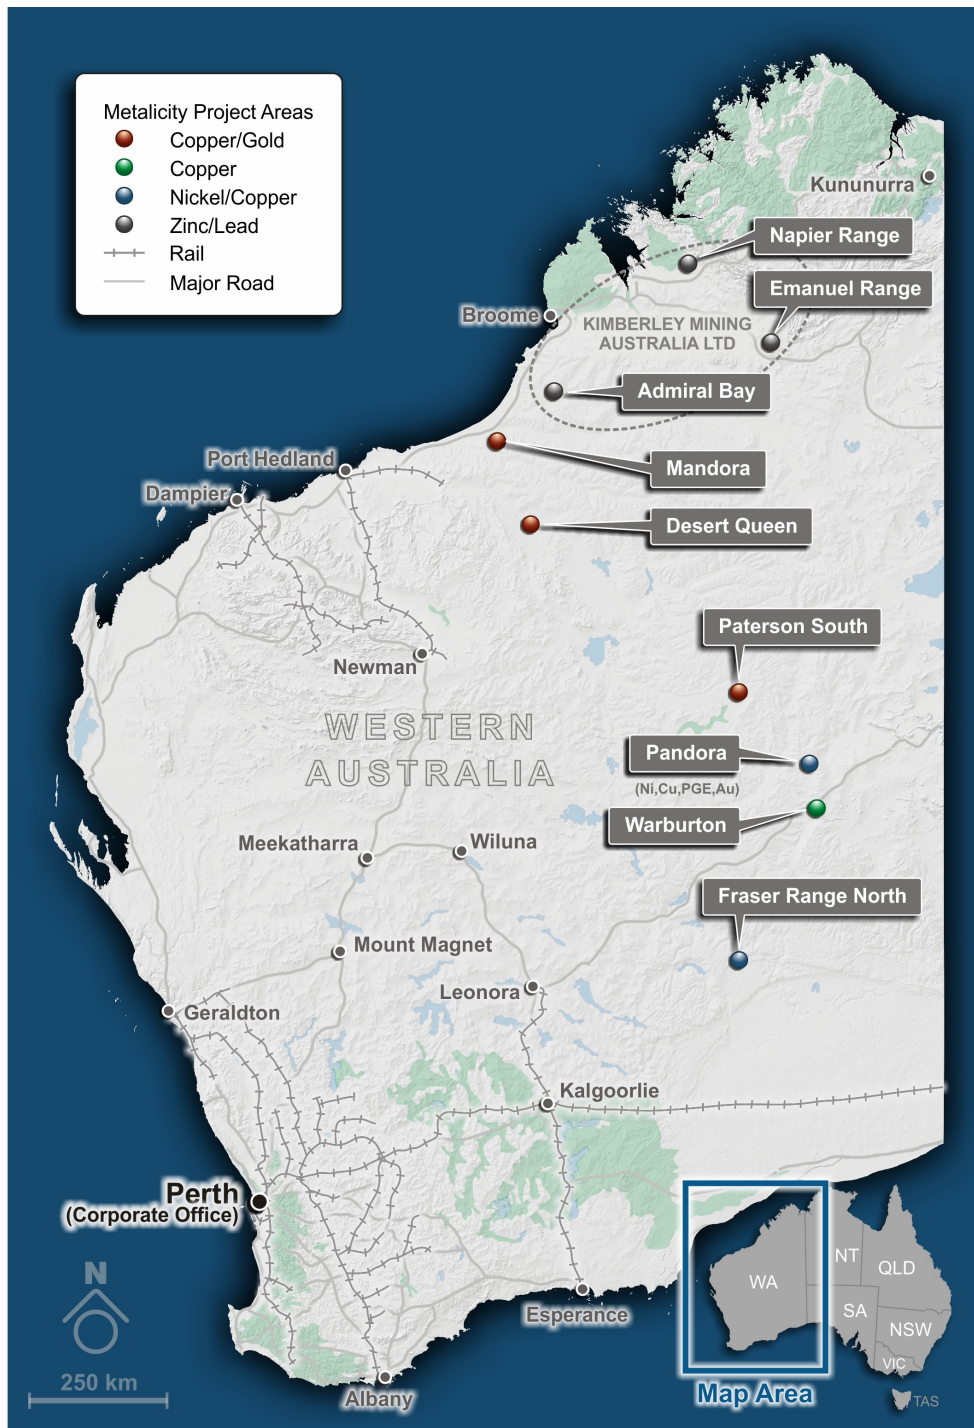 Metalicity Project Areas
Copper/Gold
Copper
Nickel/Copper
Zinc/Lead
Rail
Major Road
Kununurra
Napier Range
Emanuel Range
Broome
KIMBERLEY MINING
AUSTRALIA LTD
Admiral Bay
Mandora
Port Hedland
Dampier
Desert Queen
Paterson South
Newman
WESTERN
AUSTRALIA
Pandora
(Ni,Cu,PGE,Au)
Warburton
Meekatharra
Wiluna
Fraser Range North
Mount Magnet
Leonora
Geraldton
Kalgoorlie
Perth
(Corporate Office)
N
250 km
Esperance
Albany
WA
NT
QLD
SA
NSW
VIC
TAS
Map Area